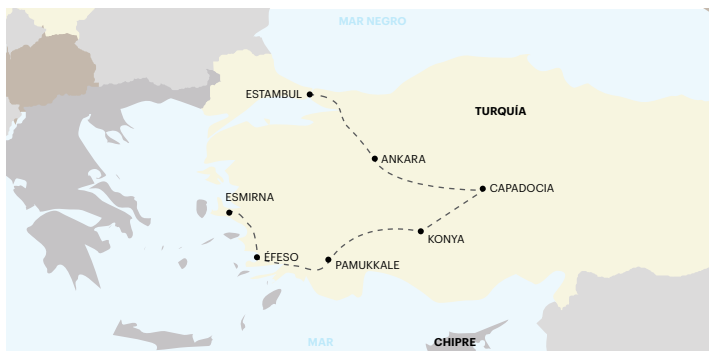 MAR NEGRO
ESTAMBUL
TURQUÍA
ANKARA
CAPADOCIA
ESMIRNA
KONYA
ÉFESO
PAMUKKALE
MAR
CHIPRE